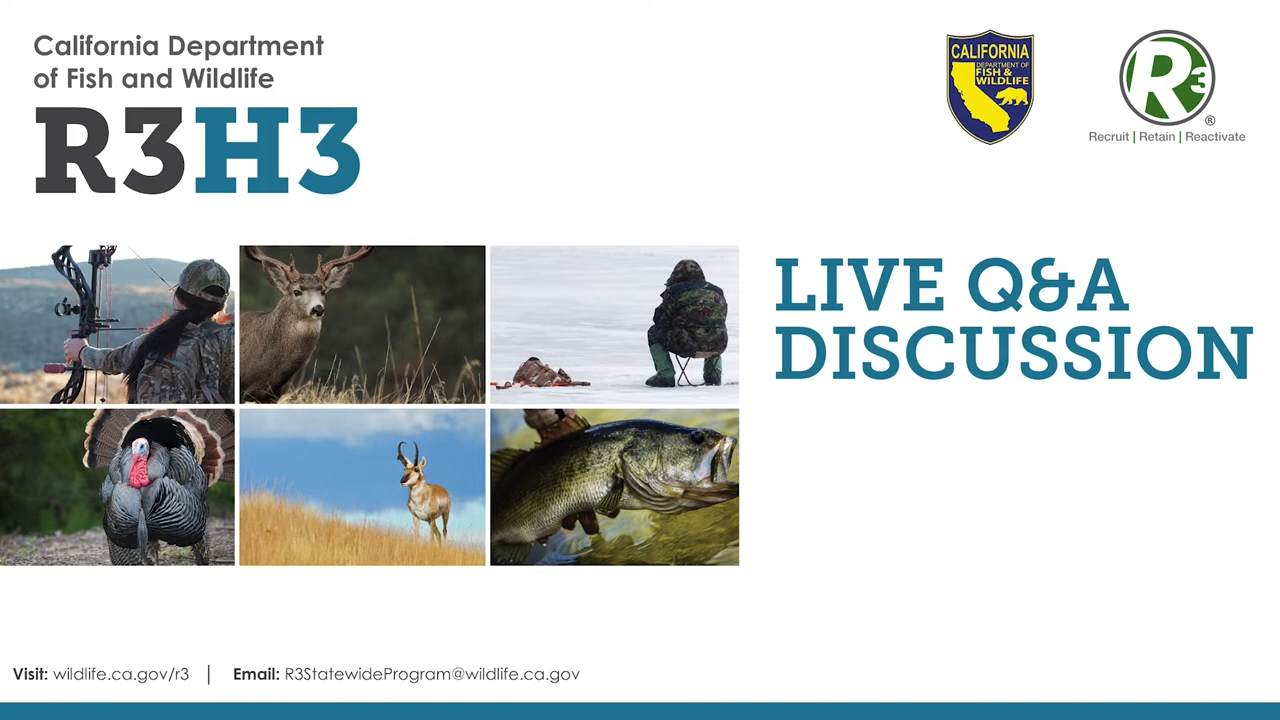 California Department
of Fish and Wildlife
R3H3
CALIFORNIA
DEPARTMENT OF
FISH &
WILDLIFE
R3
®
Recruit | Retain | Reactivate
LIVE Q&A
DISCUSSION
Visit: wildlife.ca.gov/r3 | Email: R3StatewideProgram@wildlife.ca.gov